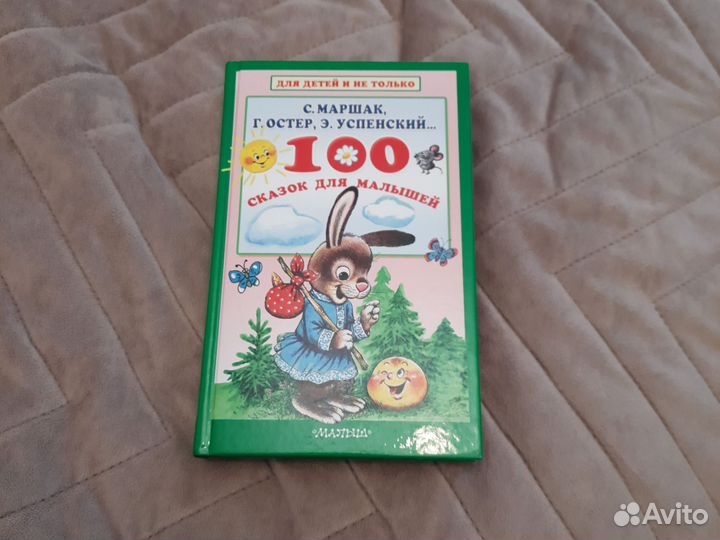 ДЛЯ ДЕТЕЙ И НЕ ТОЛЬКО
С. МАРШАК,
Г. ОСТЕР, Э. УСПЕНСКИЙ...
100
СКАЗОК ДЛЯ МАЛЫШЕЙ
«МАЛЫШ»
Avito